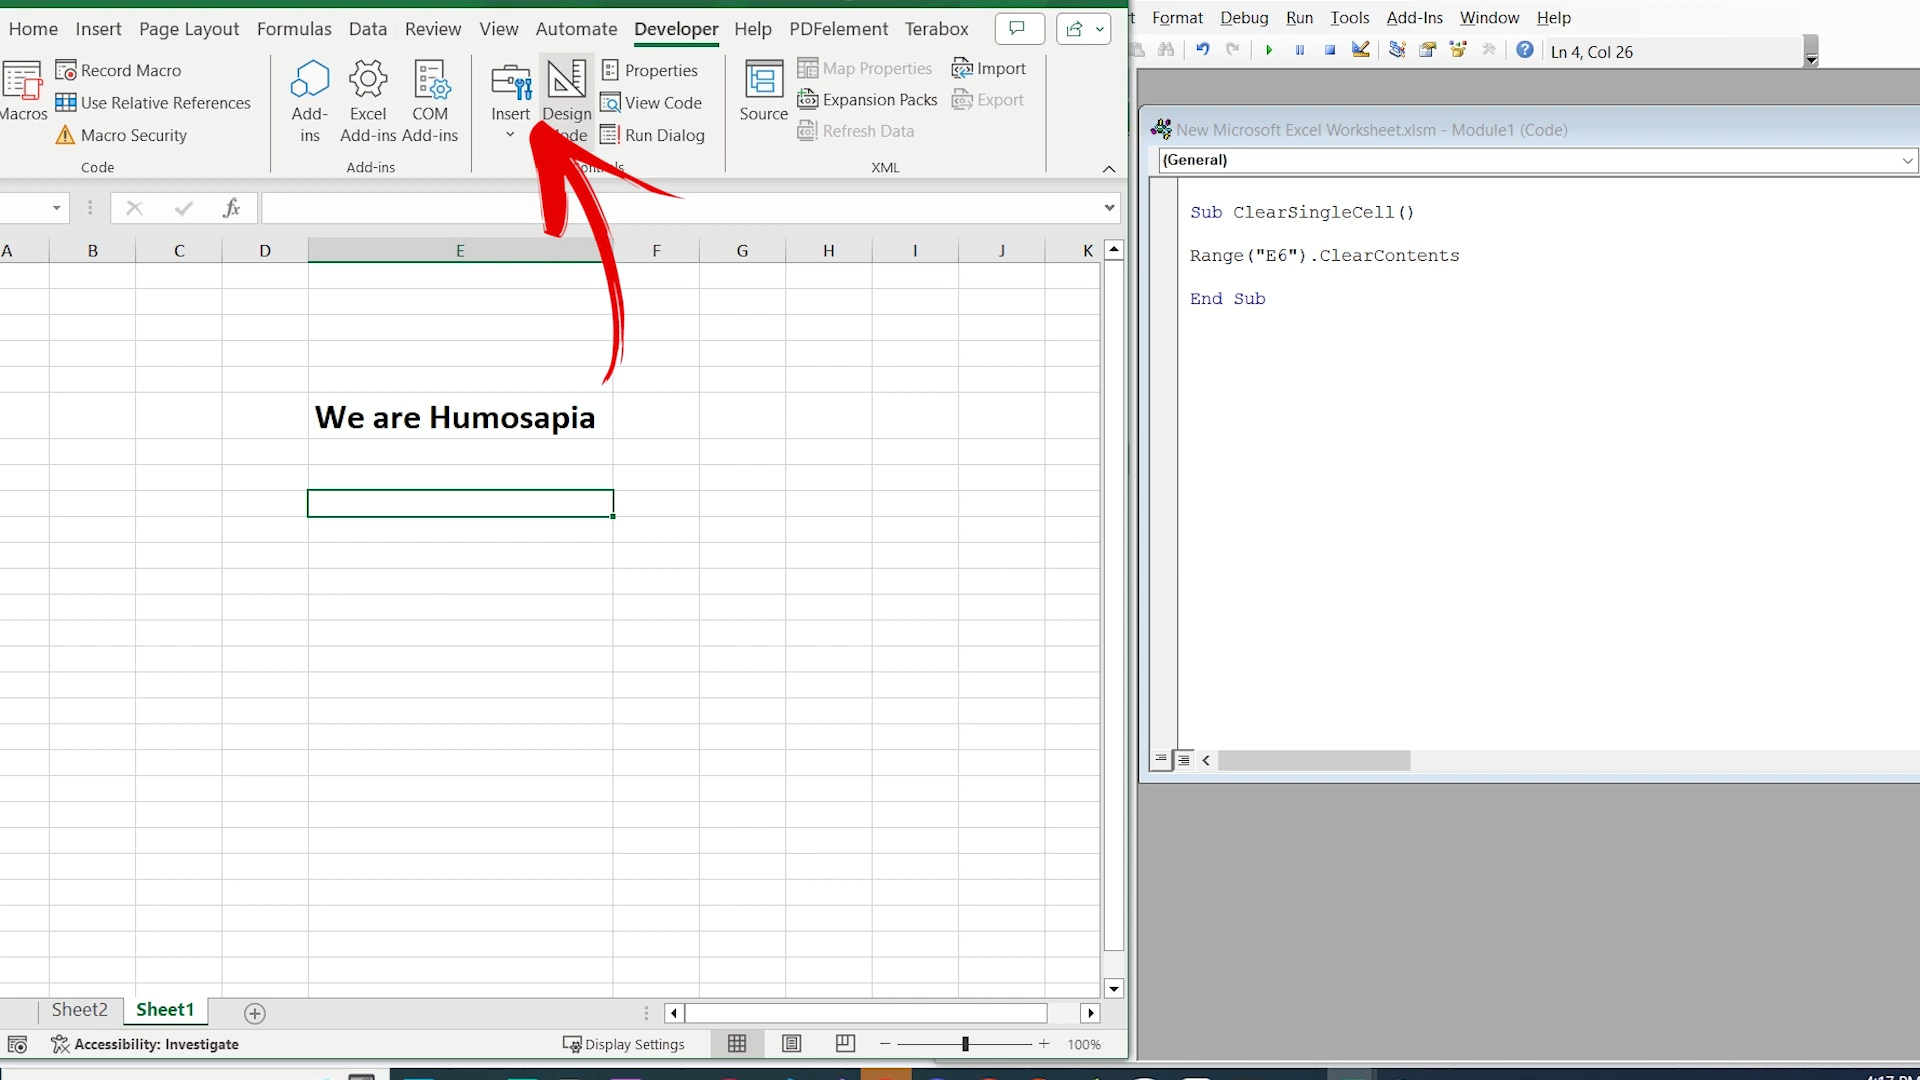 Home Insert Page Layout Formulas Data Review View Automate Developer Help PDFelement Terabox
Macros
Record Macro
Use Relative References
Macro Security
Code
Add-
ins
Excel
Add-ins
COM
Add-ins
Add-ins
Insert
Design
Properties
View Code
Run Dialog
Source
Map Properties
Expansion Packs
Refresh Data
Import
Export
XML
fx
A B C D E F G H I J K
We are Humosapia
Sheet2 Sheet1
Accessibility: Investigate
Display Settings
100%
Format Debug Run Tools Add-Ins Window Help
Ln 4, Col 26
New Microsoft Excel Worksheet.xlsm - Module1 (Code)
(General)
Sub ClearSingleCell()
Range("E6").ClearContents
End Sub